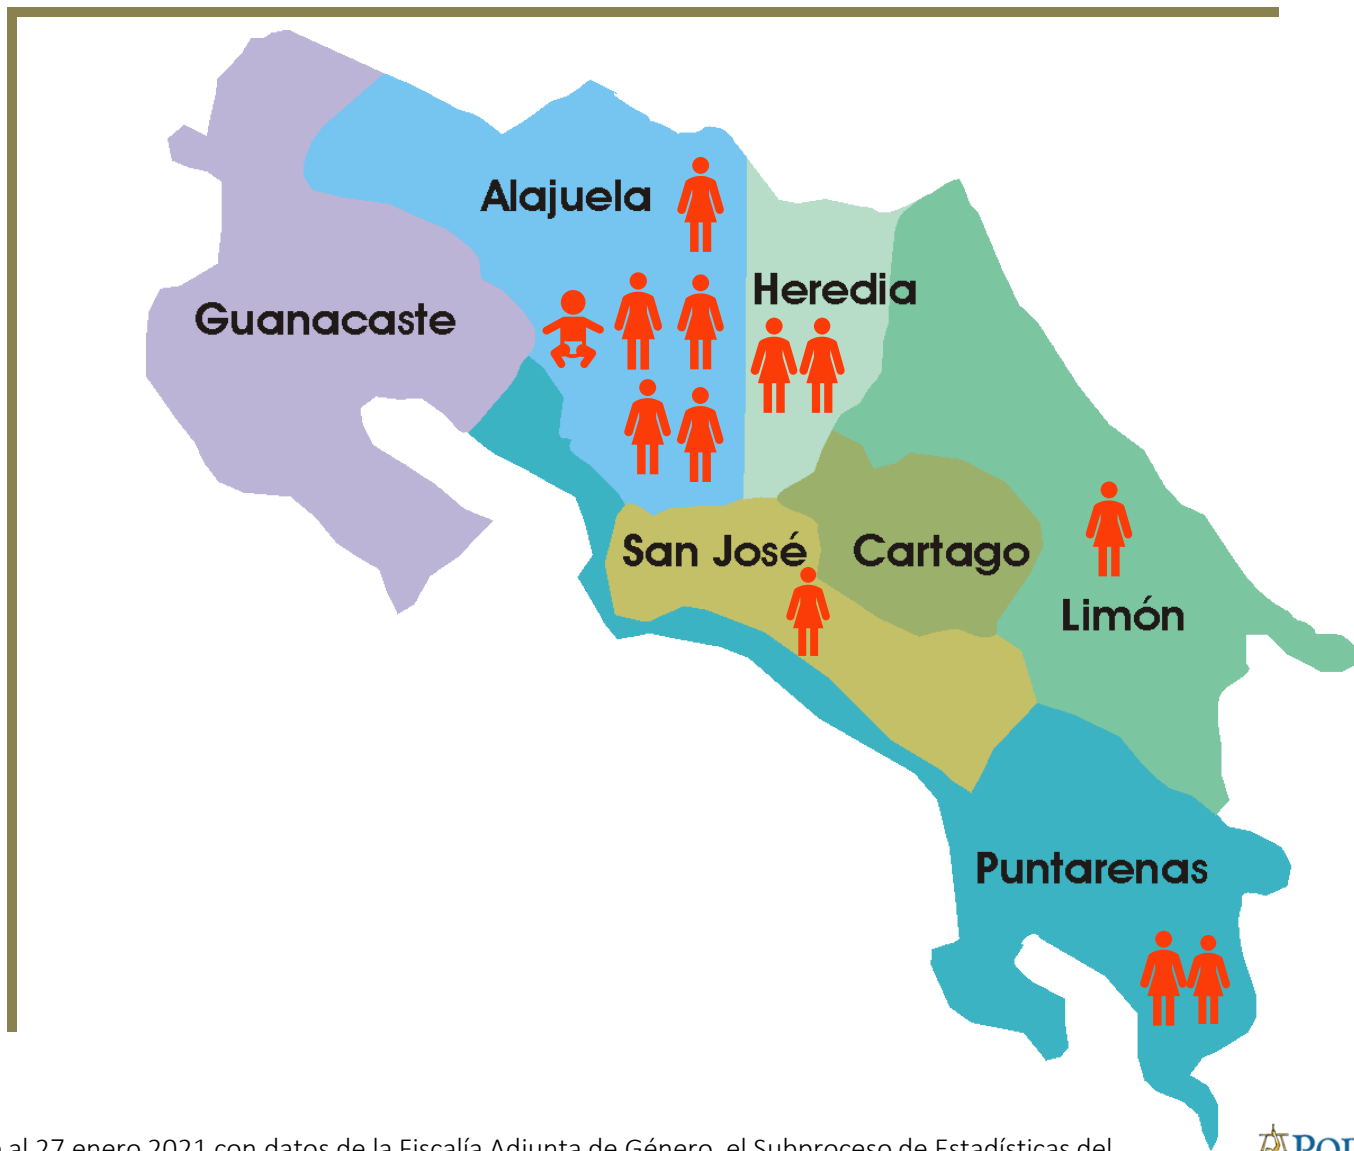 Alajuela
Heredia
Guanacaste
San José
Cartago
Limón
Puntarenas
al 27 enero 2021 con datos de la Fiscalía Adjunta de Género, el Subproceso de Estadísticas del